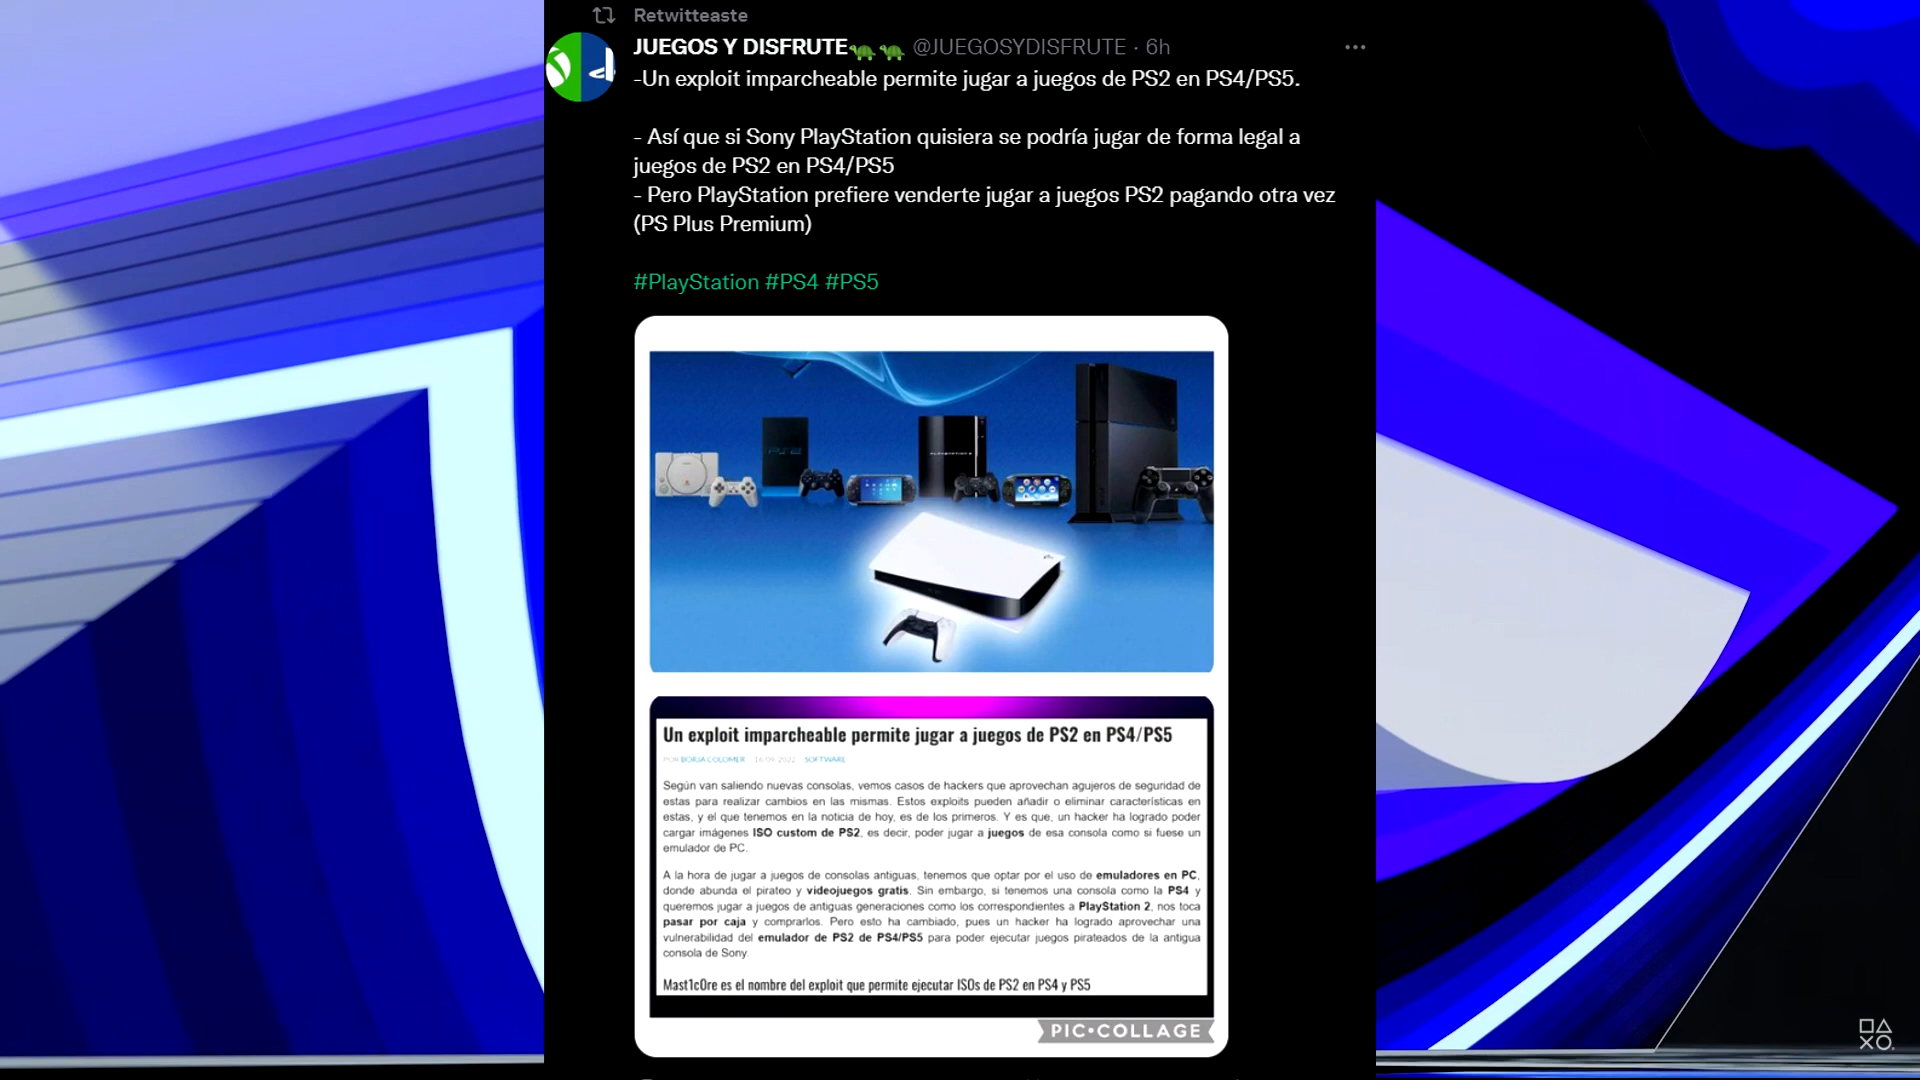 Retwitteaste
JUEGOS Y DISFRUTE🐢🐢 @JUEGOSYDISFRUTE · 6h
-Un exploit imparcheable permite jugar a juegos de PS2 en PS4/PS5.
- Así que si Sony PlayStation quisiera se podría jugar de forma legal a
juegos de PS2 en PS4/PS5
- Pero PlayStation prefiere venderte jugar a juegos PS2 pagando otra vez
(PS Plus Premium)
#PlayStation #PS4 #PS5
Un exploit imparcheable permite jugar a juegos de PS2 en PS4/PS5
POR BORJA COLOMER 16/09/2022 SOFTWARE
Según van saliendo nuevas consolas, vemos casos de hackers que aprovechan agujeros de seguridad de
estas para realizar cambios en las mismas. Estos exploits pueden añadir o eliminar características en
estas, y el que tenemos en la noticia de hoy, es de los primeros. Y es que, un hacker ha logrado poder
cargar imágenes ISO custom de PS2, es decir, poder jugar a juegos de esa consola como si fuese un
emulador de PC.
A la hora de jugar a juegos de consolas antiguas, tenemos que optar por el uso de emuladores en PC,
donde abunda el pirateo y videojuegos gratis. Sin embargo, si tenemos una consola como la PS4 y
queremos jugar a juegos de antiguas generaciones como los correspondientes a PlayStation 2, nos toca
pasar por caja y comprarlos. Pero esto ha cambiado, pues un hacker ha logrado aprovechar una
vulnerabilidad del emulador de PS2 de PS4/PS5 para poder ejecutar juegos pirateados de la antigua
consola de Sony.
Mast1c0re es el nombre del exploit que permite ejecutar ISOs de PS2 en PS4 y PS5
PIC•COLLAGE